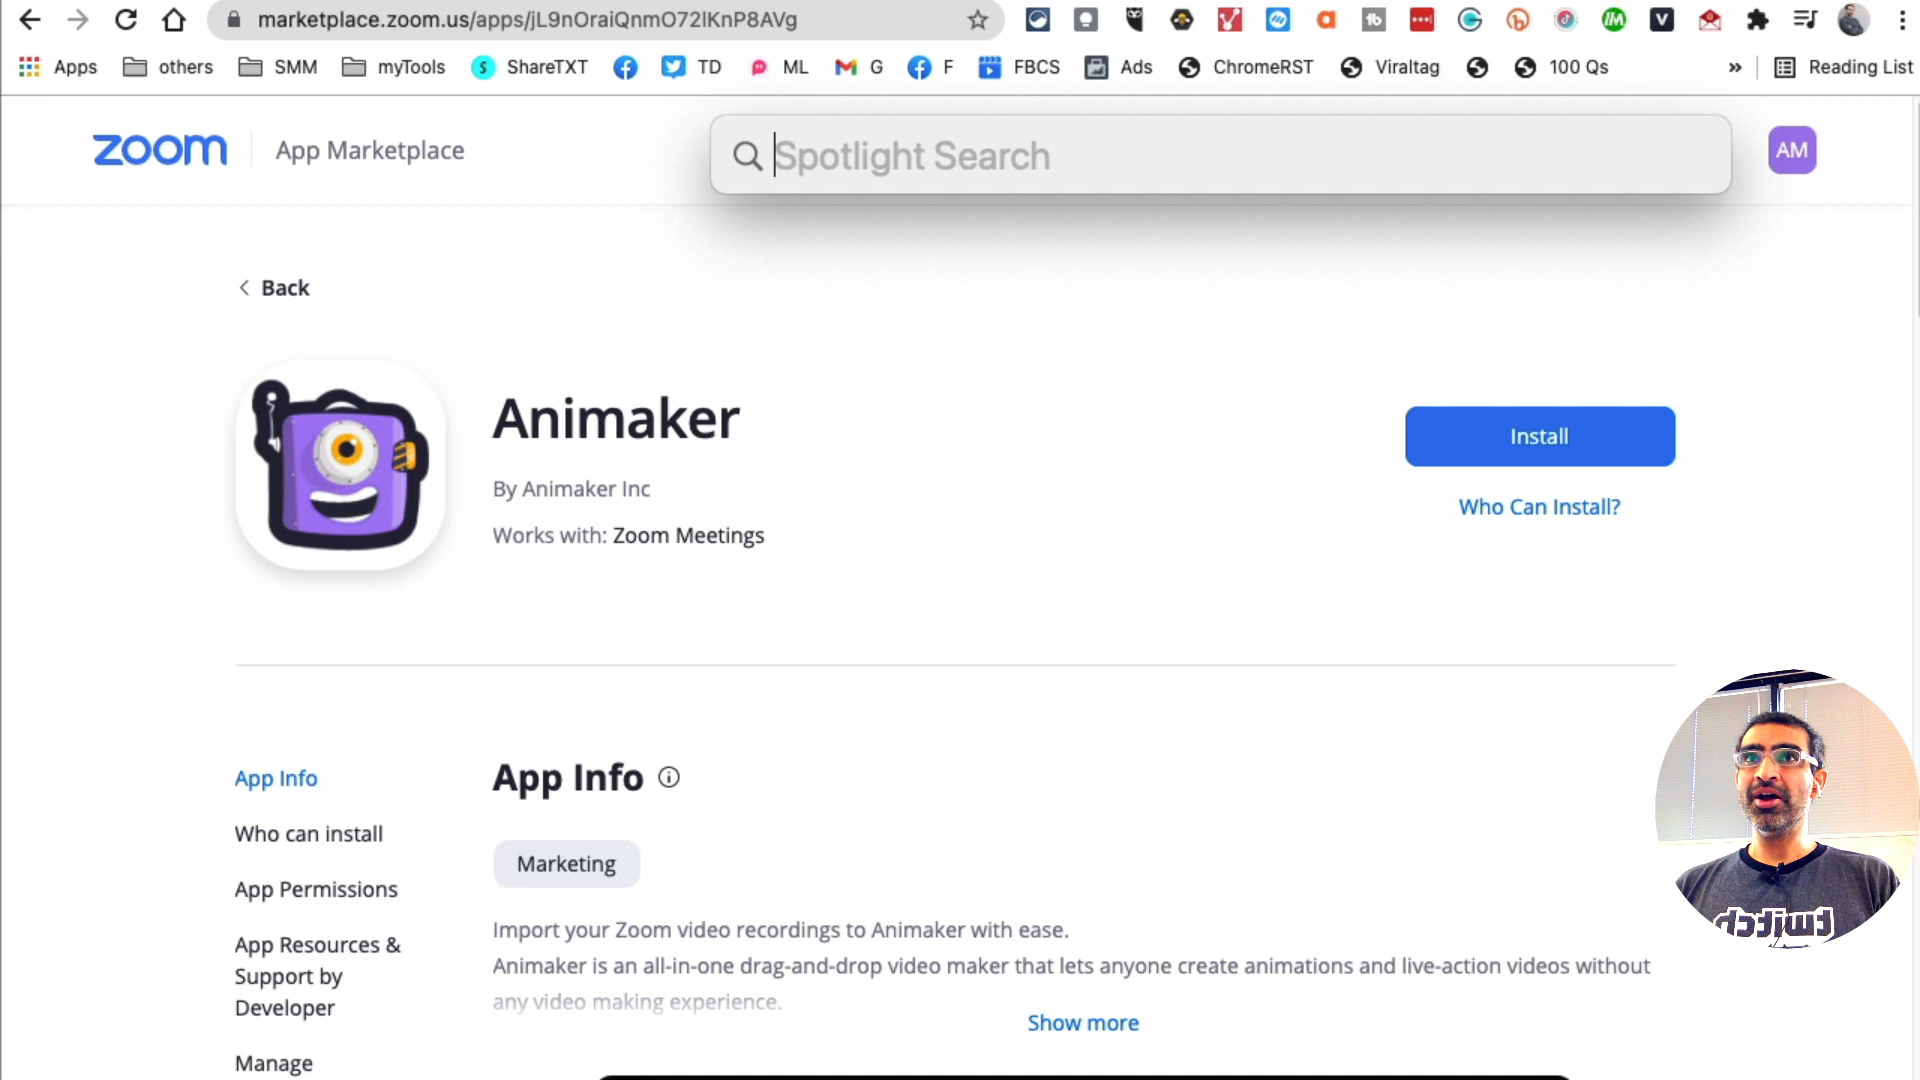 marketplace.zoom.us/apps/jL9nOraiQnmO72lKnP8AVg
Apps others SMM myTools ShareTXT TD ML G F FBCS Ads ChromeRST Viraltag 100 Qs » Reading List
zoom App Marketplace
Spotlight Search
AM
Back
Animaker
Install
By Animaker Inc
Who Can Install?
Works with: Zoom Meetings
App Info
App Info
Who can install
Marketing
App Permissions
Import your Zoom video recordings to Animaker with ease.
App Resources &
Support by
Developer
Animaker is an all-in-one drag-and-drop video maker that lets anyone create animations and live-action videos without
any video making experience.
Show more
Manage